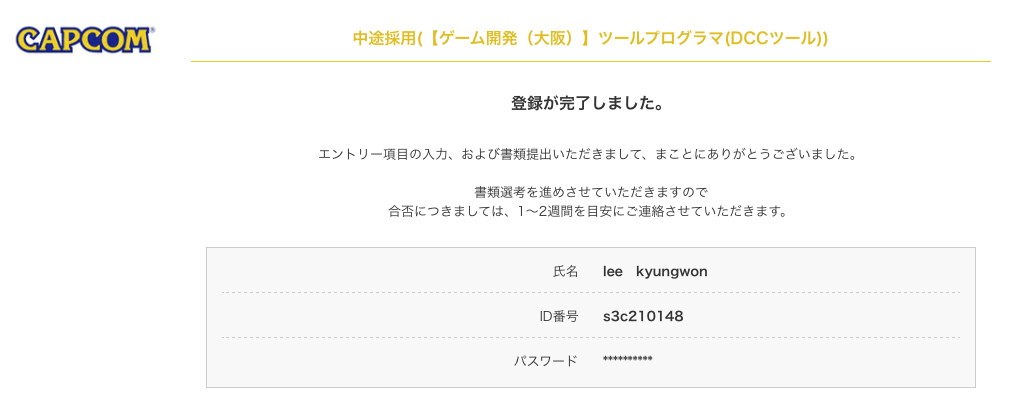 CAPCOM®
中途採用(【ゲーム開発（大阪）】ツールプログラマ(DCCツール))
登録が完了しました。
エントリー項目の入力、および書類提出いただきまして、まことにありがとうございました。
書類選考を進めさせていただきますので
合否につきましては、1〜2週間を目安にご連絡させていただきます。
氏名 lee　kyungwon
ID番号 s3c210148
パスワード **********